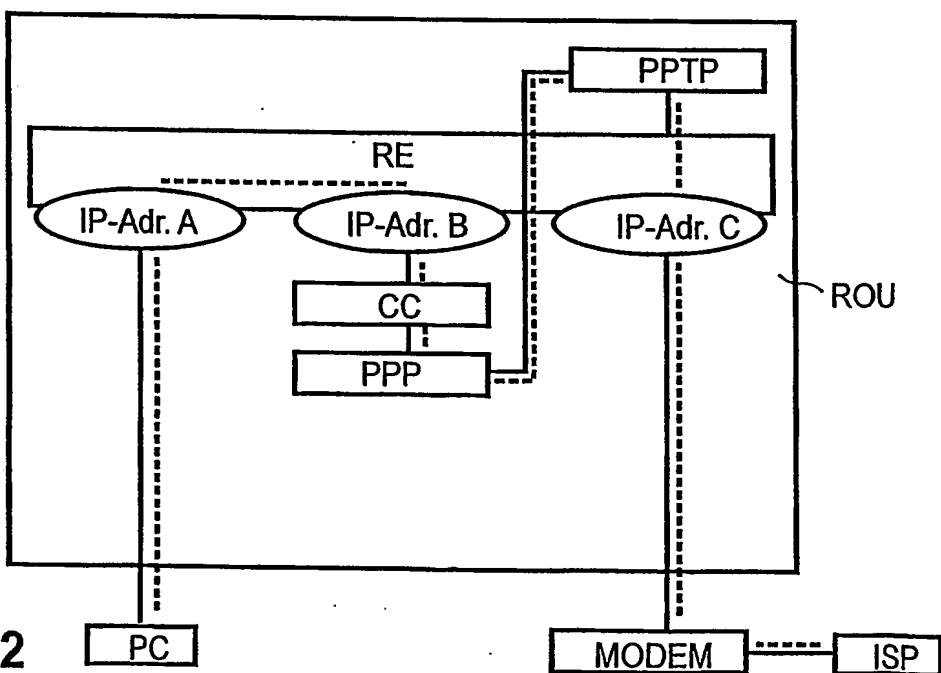 PPTP
RE
IP-Adr. A
IP-Adr. B
IP-Adr. C
CC
ROU
PPP
2
PC
MODEM
ISP